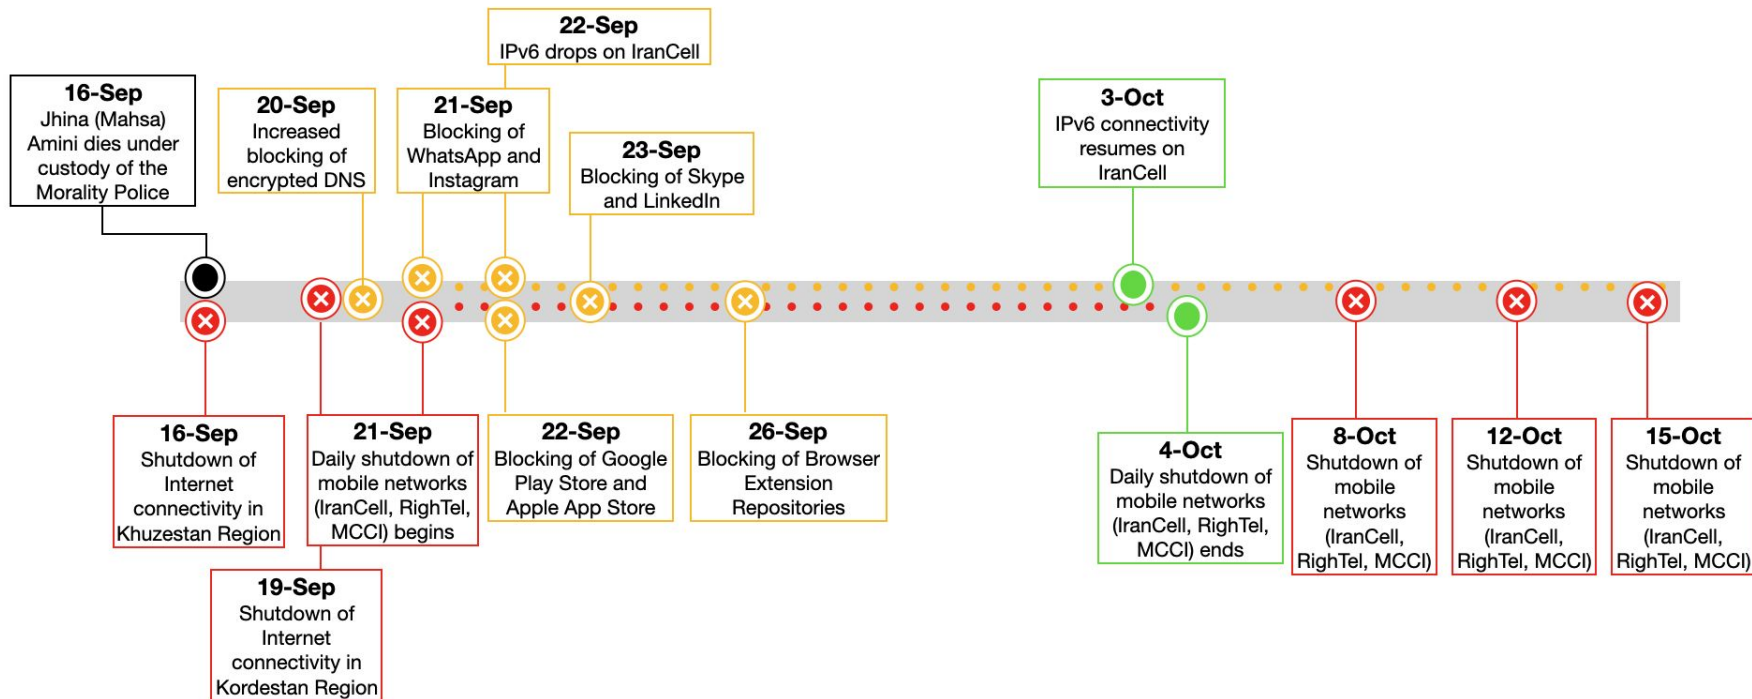 22-Sep
IPv6 drops on IranCell
16-Sep
Jhina (Mahsa)
Amini dies under
custody of the
Morality Police
20-Sep
Increased
blocking of
encrypted DNS
21-Sep
Blocking of
WhatsApp and
Instagram
23-Sep
Blocking of Skype
and LinkedIn
3-Oct
IPv6 connectivity
resumes on
IranCell
16-Sep
Shutdown of
Internet
connectivity in
Khuzestan Region
19-Sep
Shutdown of
Internet
connectivity in
Kordestan Region
21-Sep
Daily shutdown of
mobile networks
(IranCell, RighTel,
MCCI) begins
22-Sep
Blocking of Google
Play Store and
Apple App Store
26-Sep
Blocking of Browser
Extension
Repositories
4-Oct
Daily shutdown of
mobile networks
(IranCell, RighTel,
MCCI) ends
8-Oct
Shutdown of
mobile
networks
(IranCell,
RighTel, MCCI)
12-Oct
Shutdown of
mobile
networks
(IranCell,
RighTel, MCCI)
15-Oct
Shutdown of
mobile
networks
(IranCell,
RighTel, MCCI)